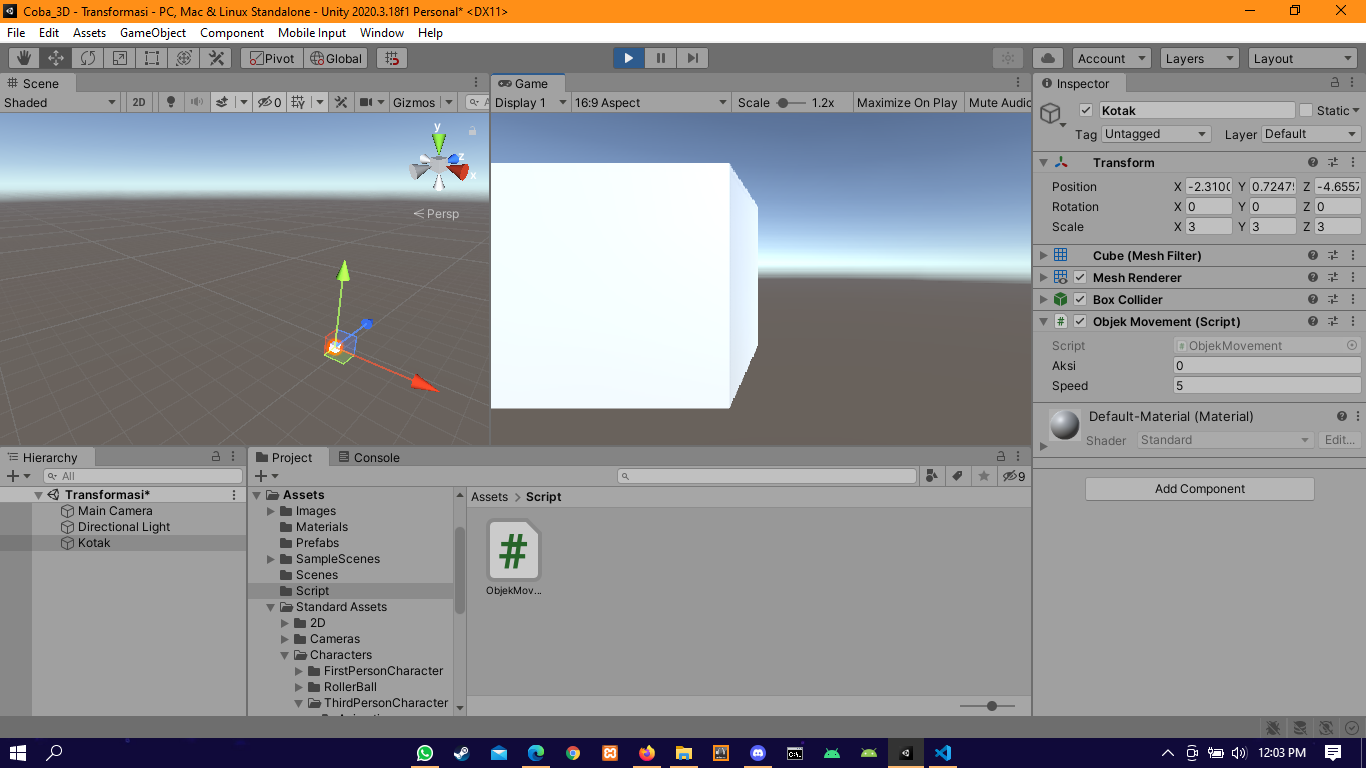 Coba_3D - Transformasi - PC, Mac & Linux Standalone - Unity 2020.3.18f1 Personal* <DX11>
File Edit Assets GameObject Component Mobile Input Window Help
Pivot Global Account Layers Layout
Scene
Shaded 2D 0 Gizmos A
y
z
x
Persp
Game
Display 1 16:9 Aspect Scale 1.2x Maximize On Play Mute Audio
Inspector
Kotak Static
Tag Untagged Layer Default
Transform
Position X -2.310( Y 0.7247 Z -4.6557
Rotation X 0 Y 0 Z 0
Scale X 3 Y 3 Z 3
Cube (Mesh Filter)
Mesh Renderer
Box Collider
# Objek Movement (Script)
Script # ObjekMovement
Aksi 0
Speed 5
Default-Material (Material)
Shader Standard Edit...
Add Component
Hierarchy
+ All
Transformasi*
Main Camera
Directional Light
Kotak
Project Console
+ 9
Assets
Images
Materials
Prefabs
SampleScenes
Scenes
Script
Standard Assets
2D
Cameras
Characters
FirstPersonCharacter
RollerBall
ThirdPersonCharacter
Assets > Script
#
ObjekMov...
12:03 PM